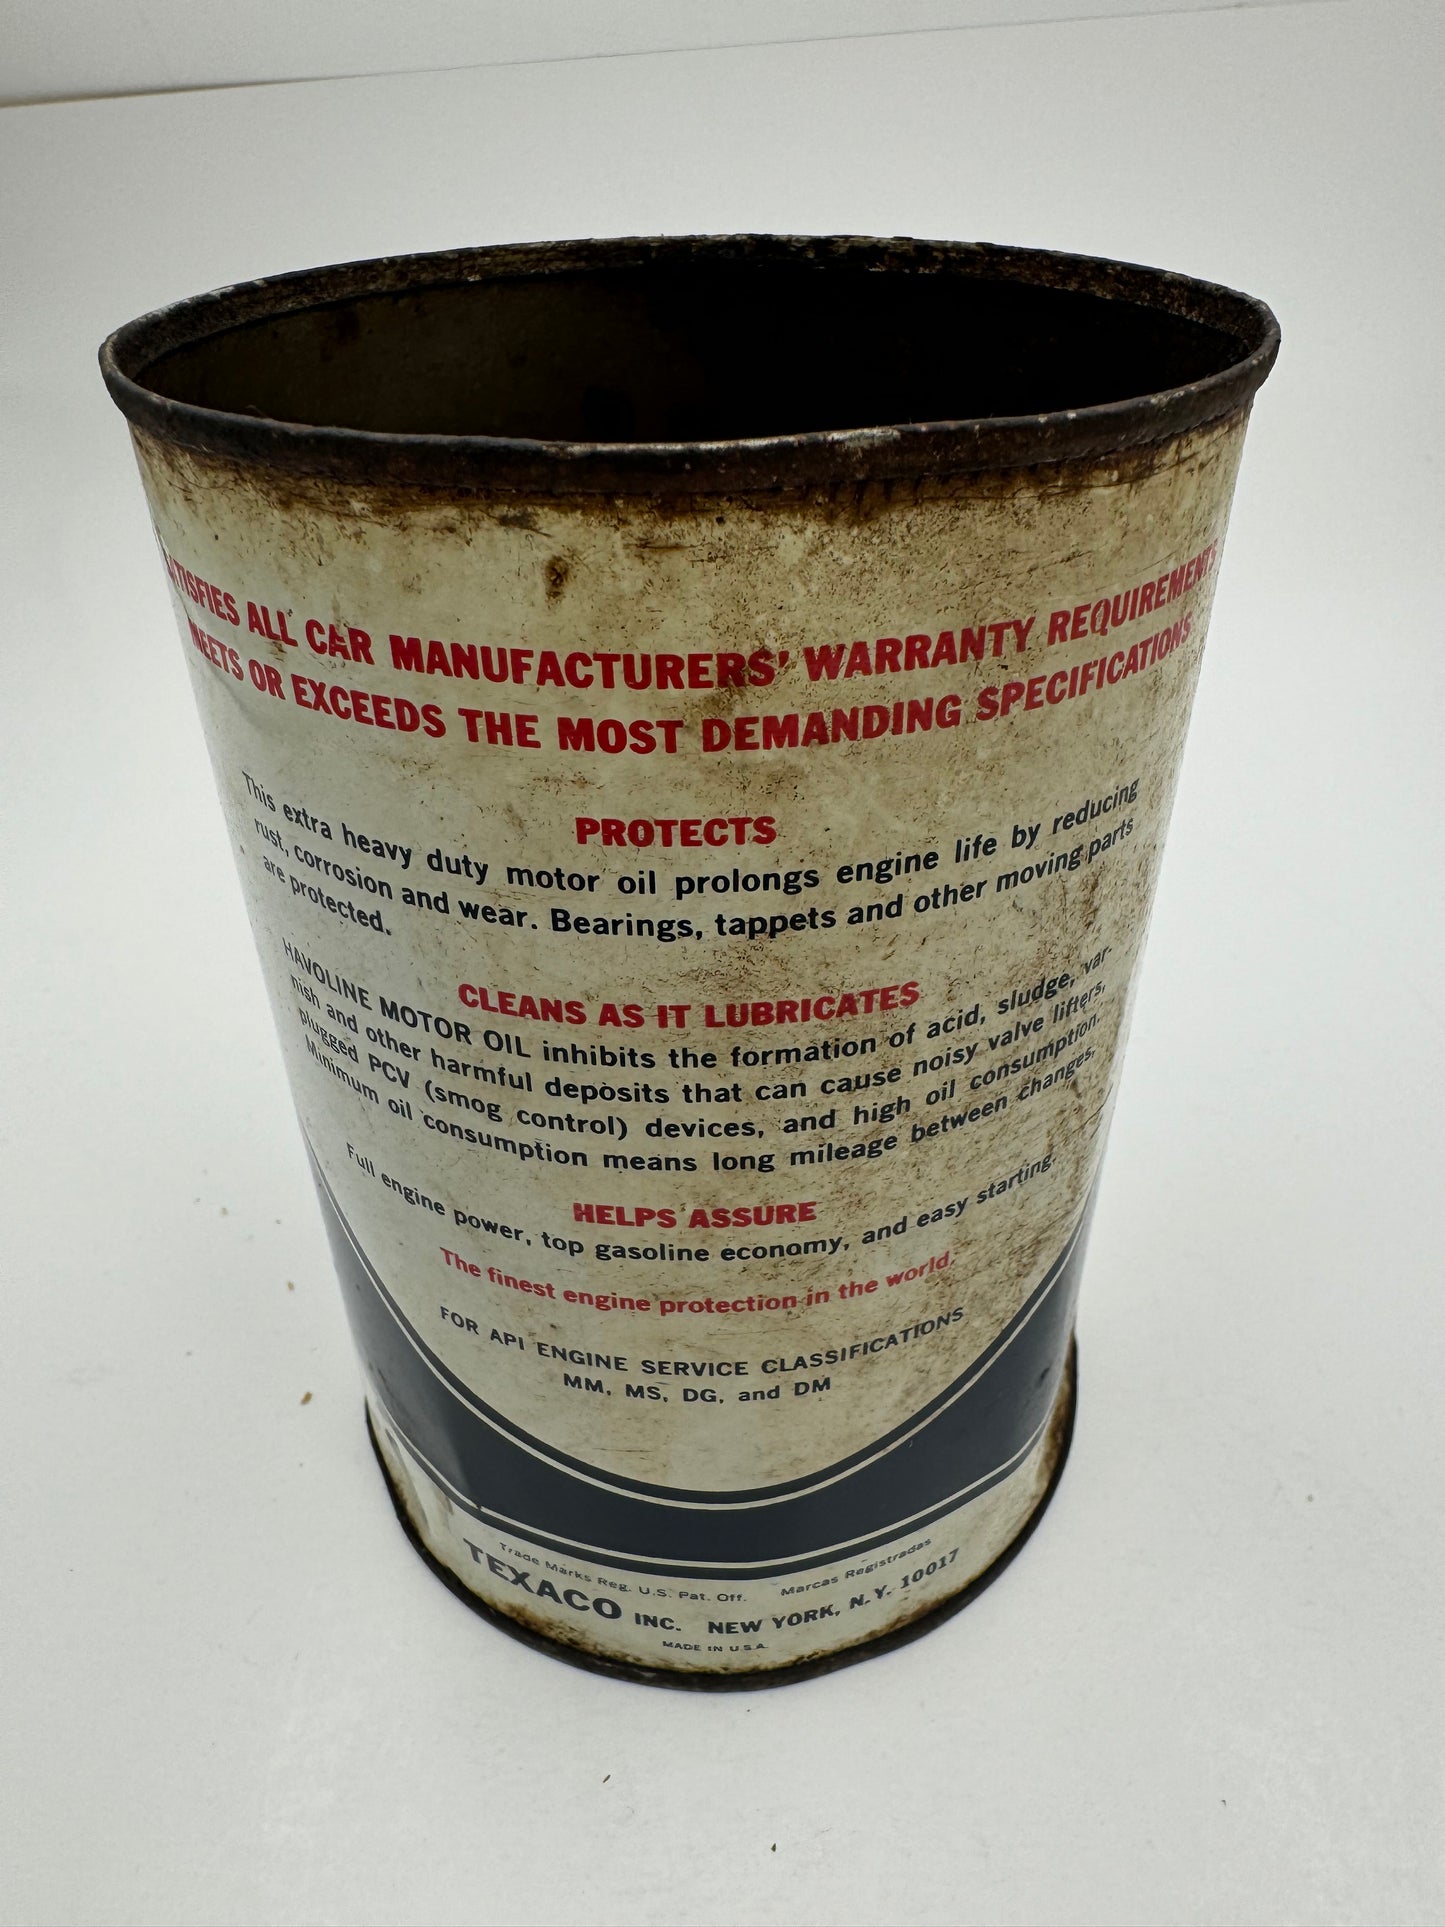 SATISFIES ALL CAR MANUFACTURERS' WARRANTY REQUIREMENTS
MEETS OR EXCEEDS THE MOST DEMANDING SPECIFICATIONS
PROTECTS
This extra heavy duty motor oil prolongs engine life by reducing
rust, corrosion and wear. Bearings, tappets and other moving parts
are protected.
CLEANS AS IT LUBRICATES
HAVOLINE MOTOR OIL inhibits the formation of acid, sludge, var-
nish and other harmful deposits that can cause noisy valve lifters,
plugged PCV (smog control) devices, and high oil consumption.
Minimum oil consumption means long mileage between changes.
HELPS ASSURE
Full engine power, top gasoline economy, and easy starting.
The finest engine protection in the world.
FOR API ENGINE SERVICE CLASSIFICATIONS
MM, MS, DG, and DM
Trade Marks Reg. U.S. Pat. Off. Marcas Registradas
TEXACO INC. NEW YORK, N.Y. 10017
MADE IN U.S.A.